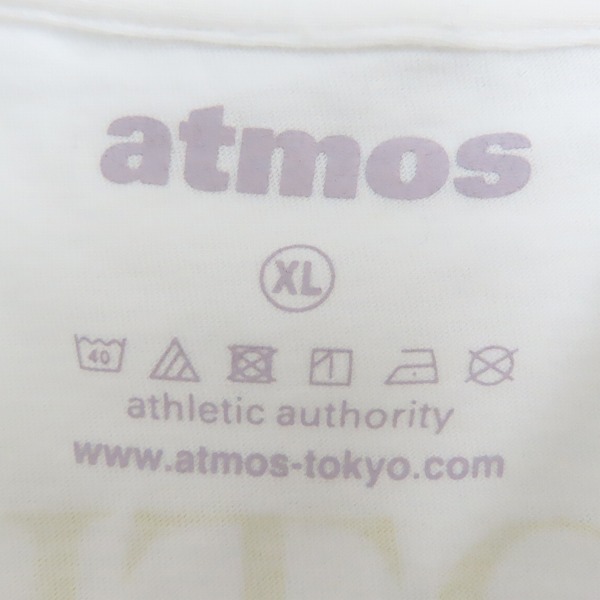 atmos
XL
40
athletic authority
www.atmos-tokyo.com